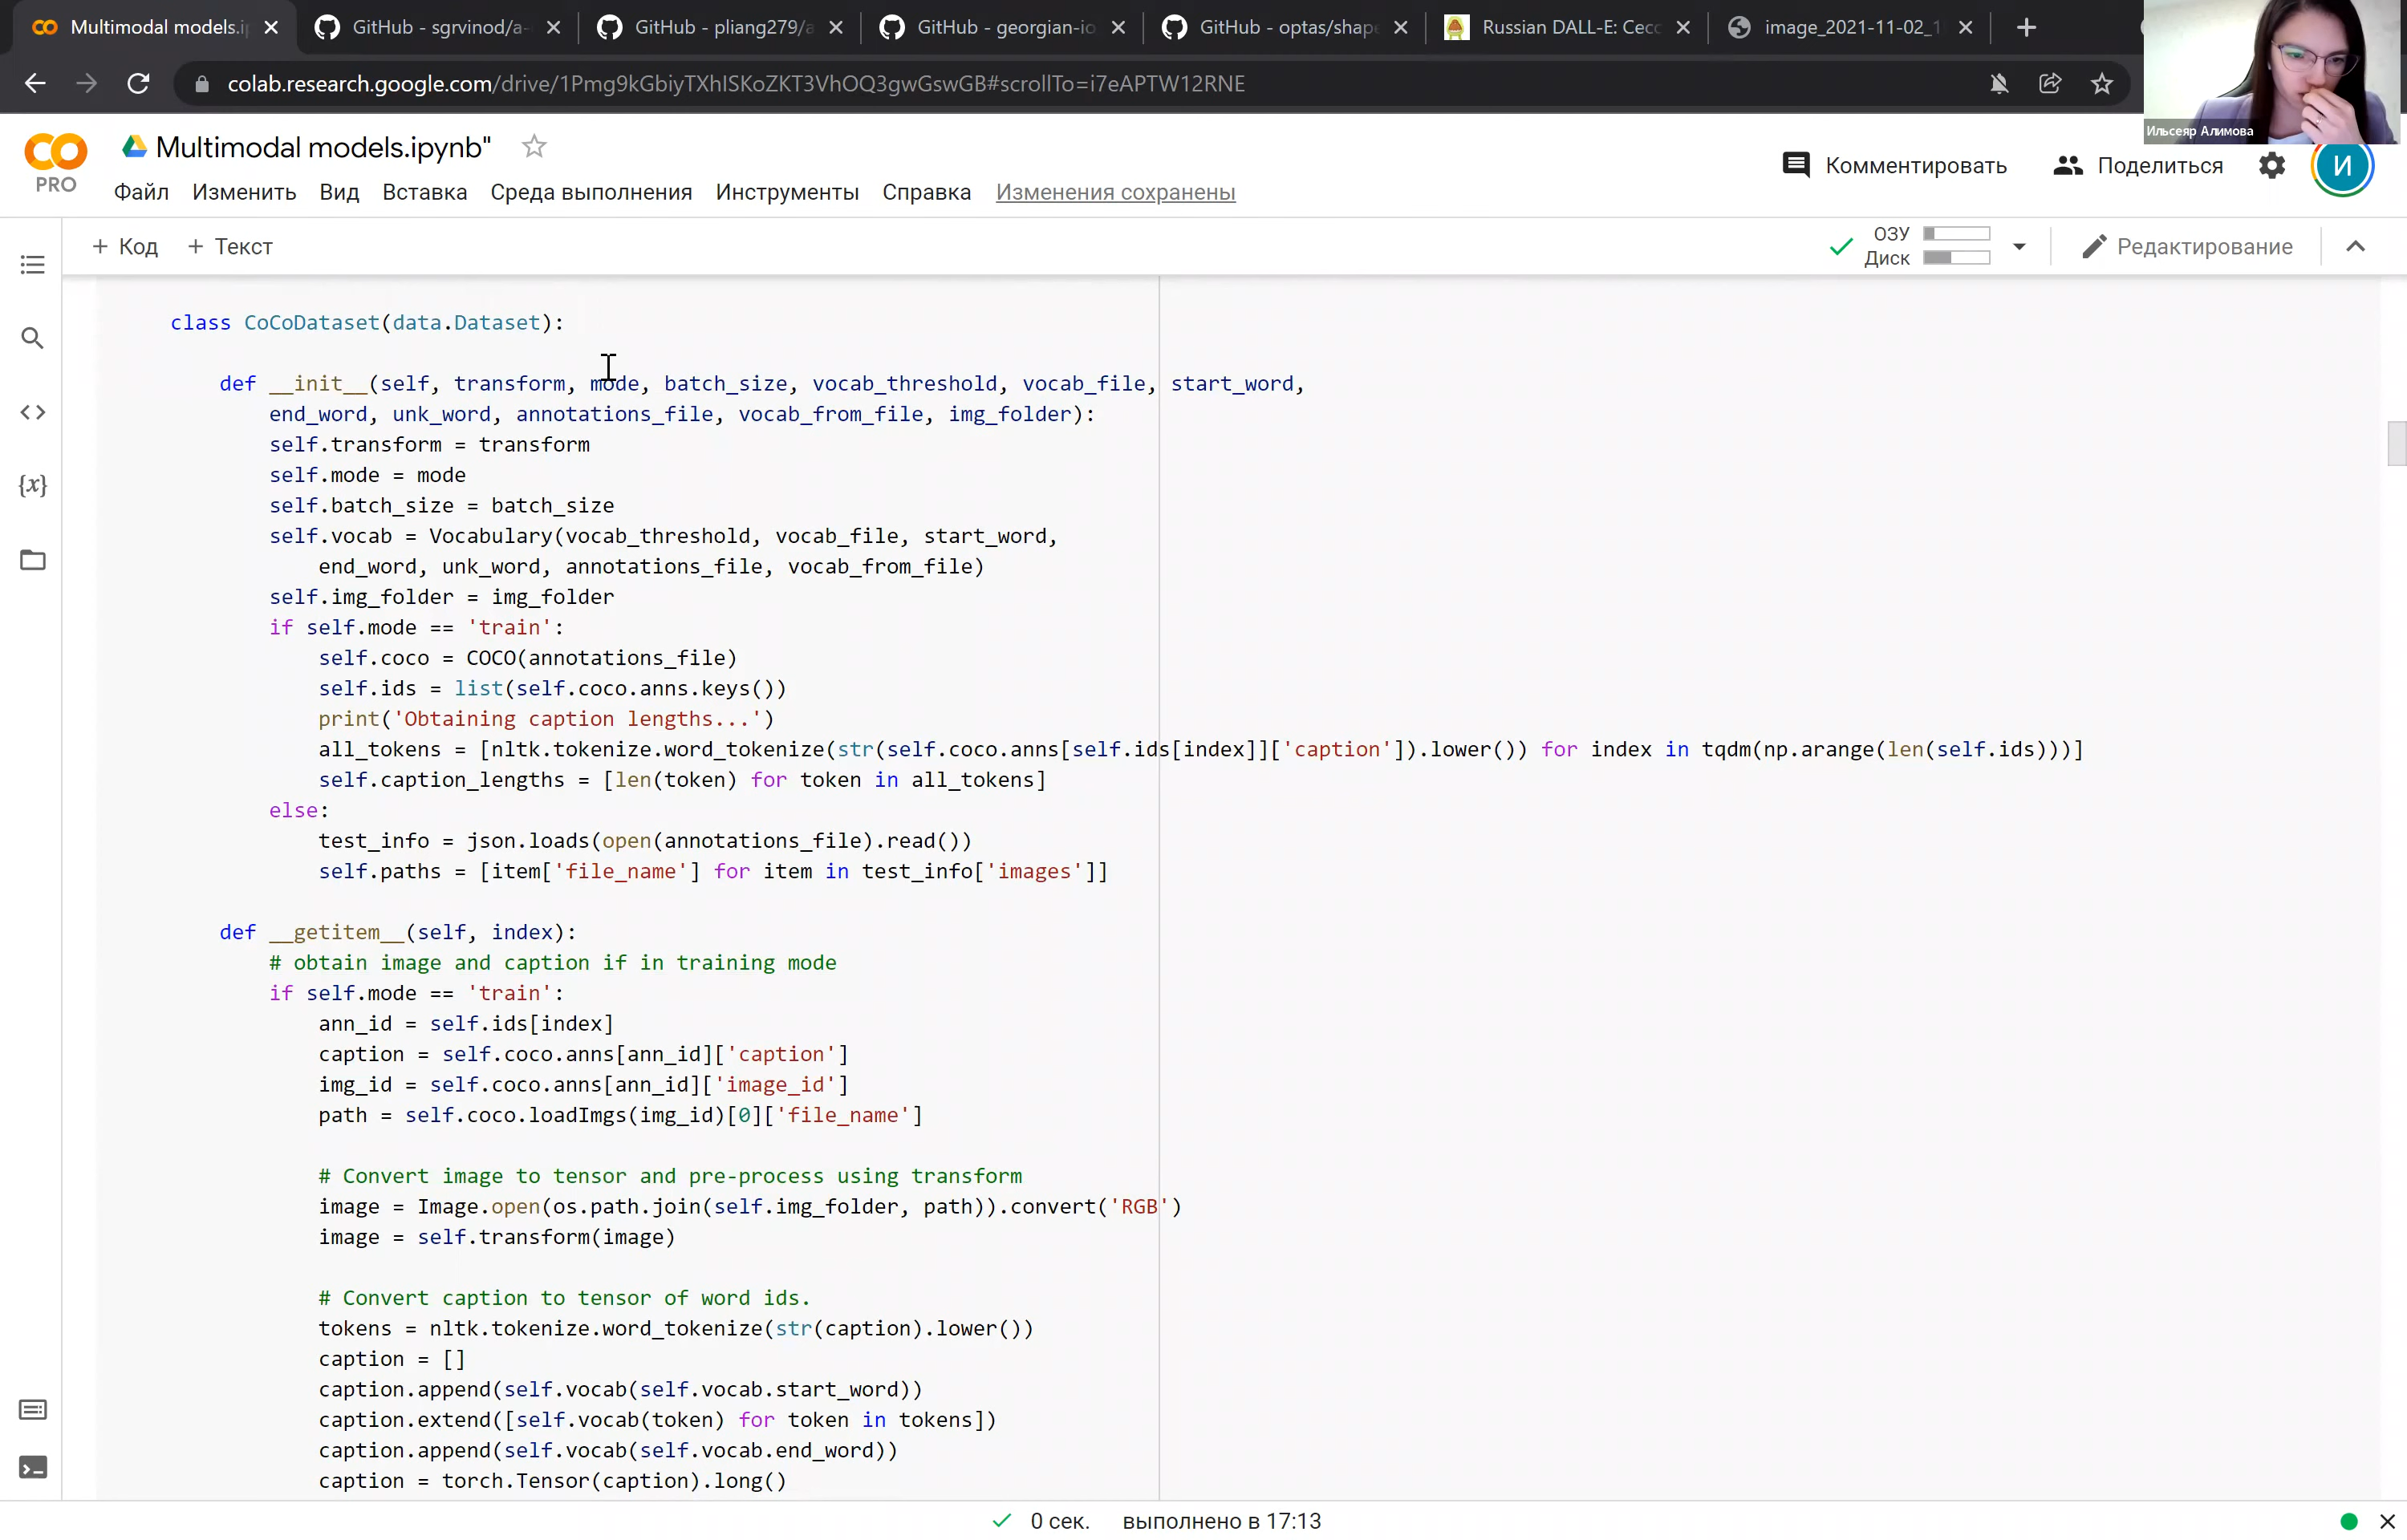 Multimodal models.i
GitHub - sgrvinod/a-
GitHub - pliang279/a
GitHub - georgian-io
GitHub - optas/shape
Russian DALL-E: Cecc
image_2021-11-02_1
colab.research.google.com/drive/1Pmg9kGbiyTXhISKoZKT3VhOQ3gwGswGB#scrollTo=i7eAPTW12RNE
Ильсеяр Алимова
PRO
Multimodal models.ipynb"
Комментировать
Поделиться
И
Файл Изменить Вид Вставка Среда выполнения Инструменты Справка Изменения сохранены
+ Код + Текст
ОЗУ
Диск
Редактирование
class CoCoDataset(data.Dataset):
def __init__(self, transform, mode, batch_size, vocab_threshold, vocab_file, start_word,
end_word, unk_word, annotations_file, vocab_from_file, img_folder):
self.transform = transform
self.mode = mode
self.batch_size = batch_size
self.vocab = Vocabulary(vocab_threshold, vocab_file, start_word,
end_word, unk_word, annotations_file, vocab_from_file)
self.img_folder = img_folder
if self.mode == 'train':
self.coco = COCO(annotations_file)
self.ids = list(self.coco.anns.keys())
print('Obtaining caption lengths...')
all_tokens = [nltk.tokenize.word_tokenize(str(self.coco.anns[self.ids[index]]['caption']).lower()) for index in tqdm(np.arange(len(self.ids)))]
self.caption_lengths = [len(token) for token in all_tokens]
else:
test_info = json.loads(open(annotations_file).read())
self.paths = [item['file_name'] for item in test_info['images']]
def __getitem__(self, index):
# obtain image and caption if in training mode
if self.mode == 'train':
ann_id = self.ids[index]
caption = self.coco.anns[ann_id]['caption']
img_id = self.coco.anns[ann_id]['image_id']
path = self.coco.loadImgs(img_id)[0]['file_name']
# Convert image to tensor and pre-process using transform
image = Image.open(os.path.join(self.img_folder, path)).convert('RGB')
image = self.transform(image)
# Convert caption to tensor of word ids.
tokens = nltk.tokenize.word_tokenize(str(caption).lower())
caption = []
caption.append(self.vocab(self.vocab.start_word))
caption.extend([self.vocab(token) for token in tokens])
caption.append(self.vocab(self.vocab.end_word))
caption = torch.Tensor(caption).long()
0 сек. выполнено в 17:13